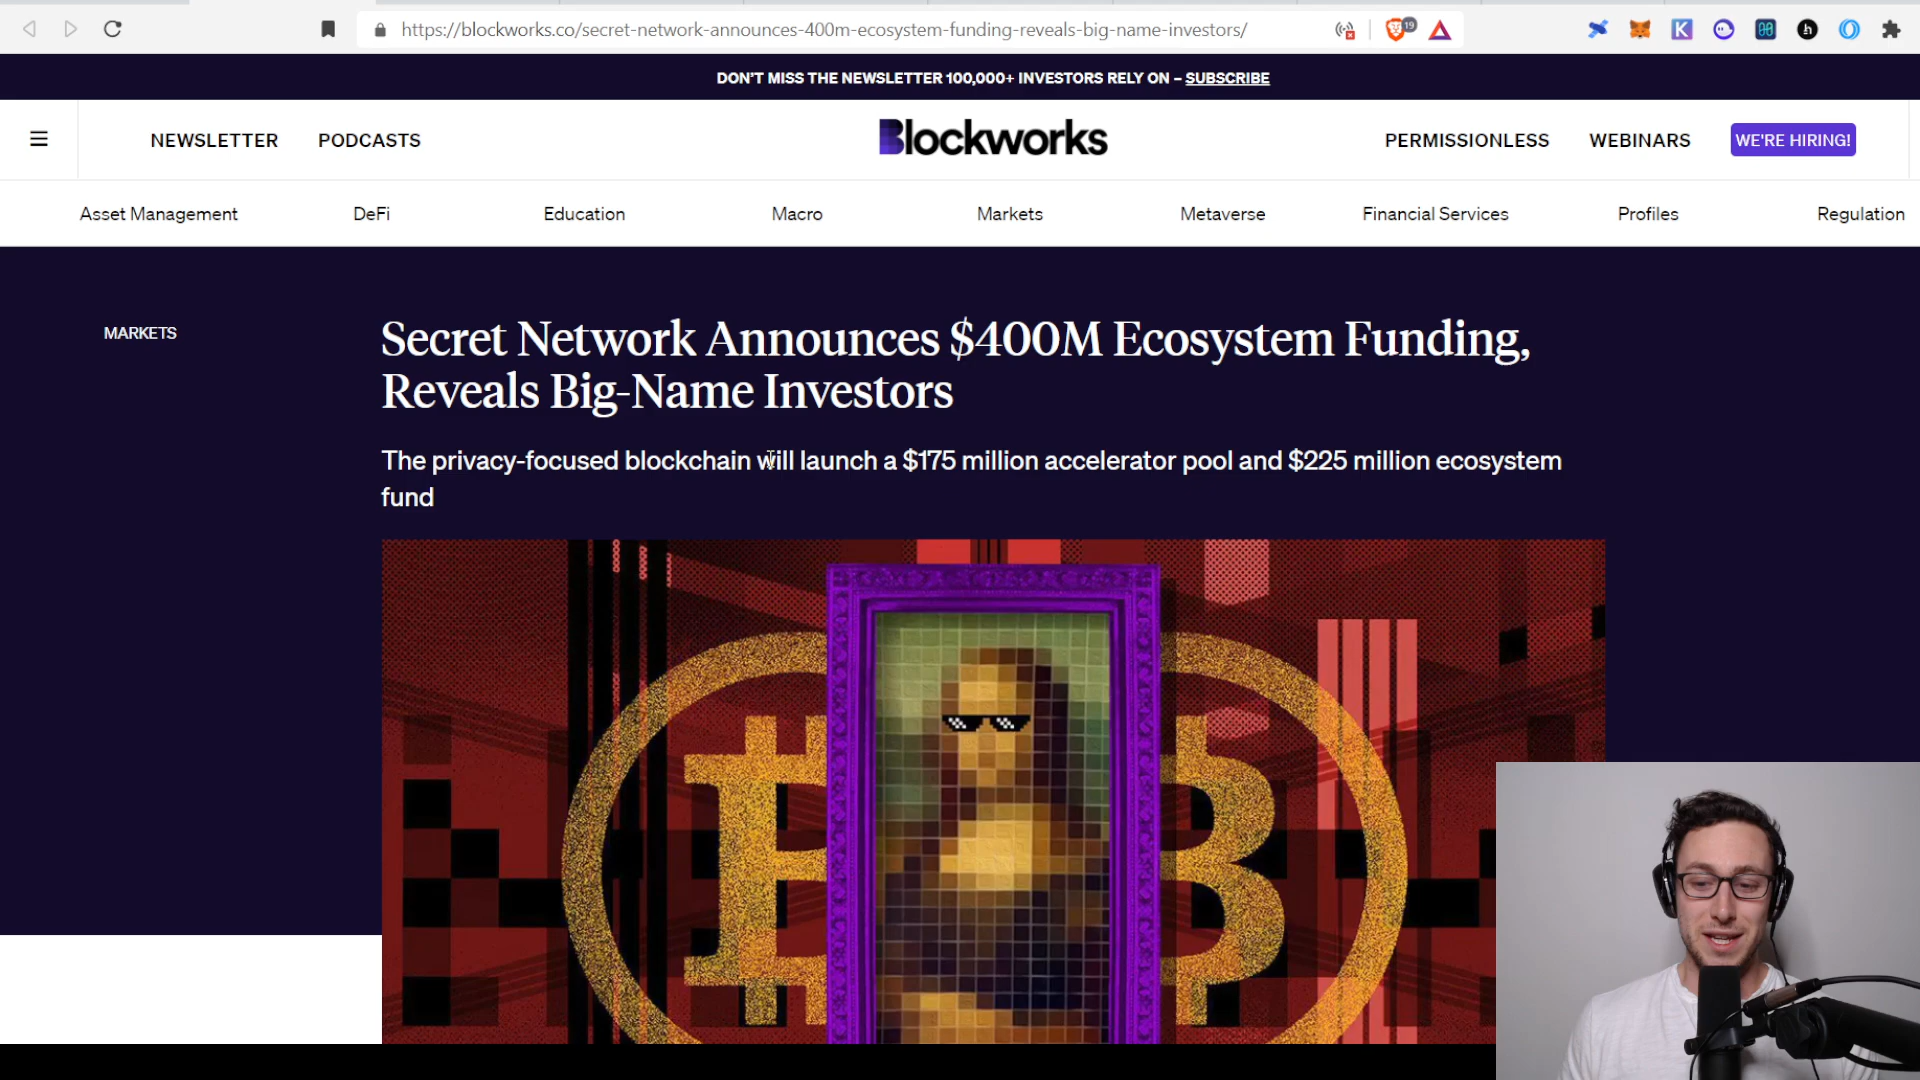 https://blockworks.co/secret-network-announces-400m-ecosystem-funding-reveals-big-name-investors/
19
DON'T MISS THE NEWSLETTER 100,000+ INVESTORS RELY ON – SUBSCRIBE
NEWSLETTER PODCASTS Blockworks PERMISSIONLESS WEBINARS WE'RE HIRING!
Asset Management DeFi Education Macro Markets Metaverse Financial Services Profiles Regulation
MARKETS
Secret Network Announces $400M Ecosystem Funding,
Reveals Big-Name Investors
The privacy-focused blockchain will launch a $175 million accelerator pool and $225 million ecosystem
fund